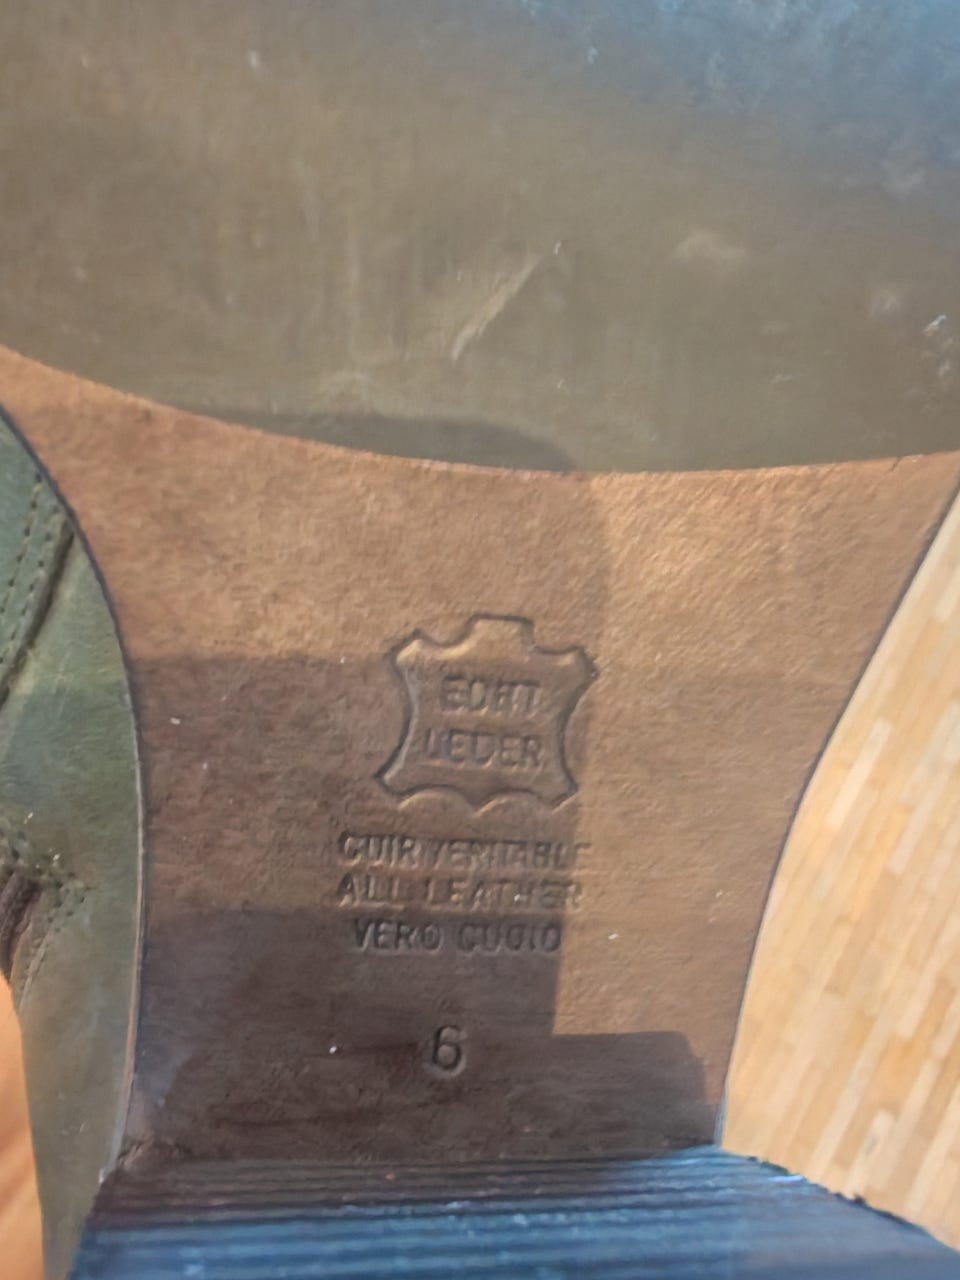 ECHT
LEDER
CUIR VERITABLE
ALL LEATHER
VERO CUOIO
6